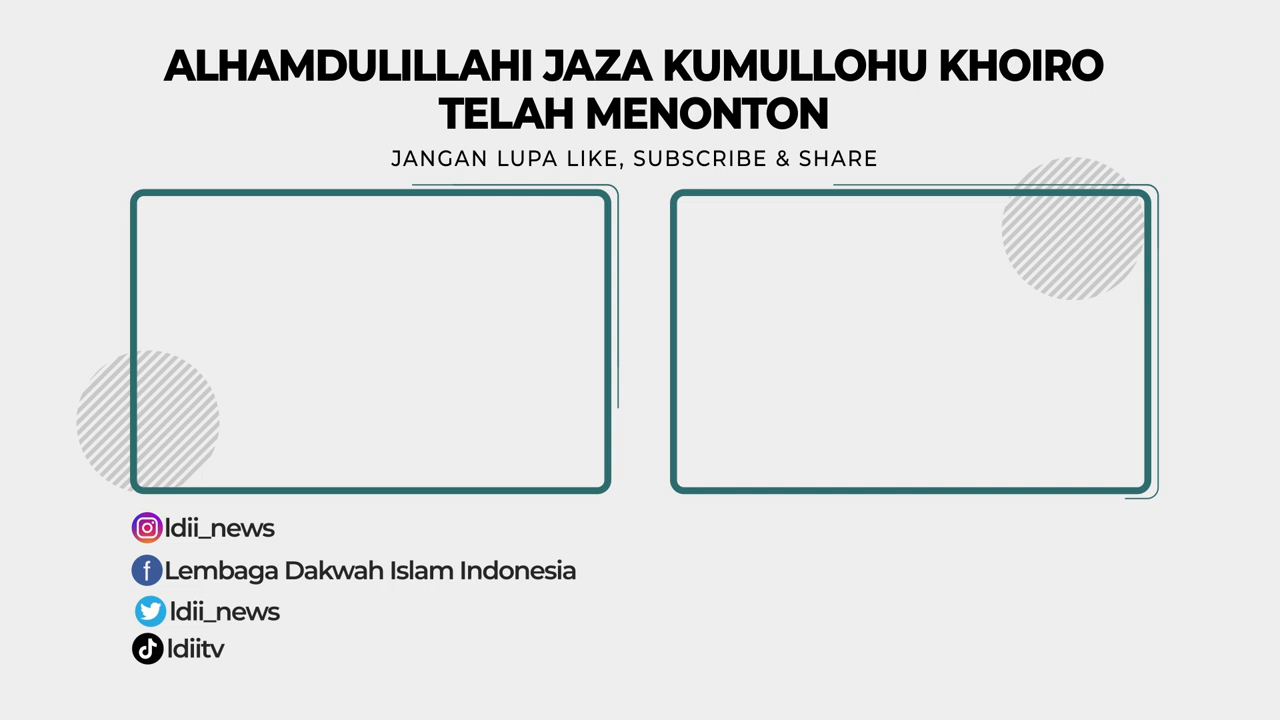 ALHAMDULILLAHI JAZA KUMULLOHU KHOIRO
TELAH MENONTON
JANGAN LUPA LIKE, SUBSCRIBE & SHARE
ldii_news
Lembaga Dakwah Islam Indonesia
ldii_news
ldiitv